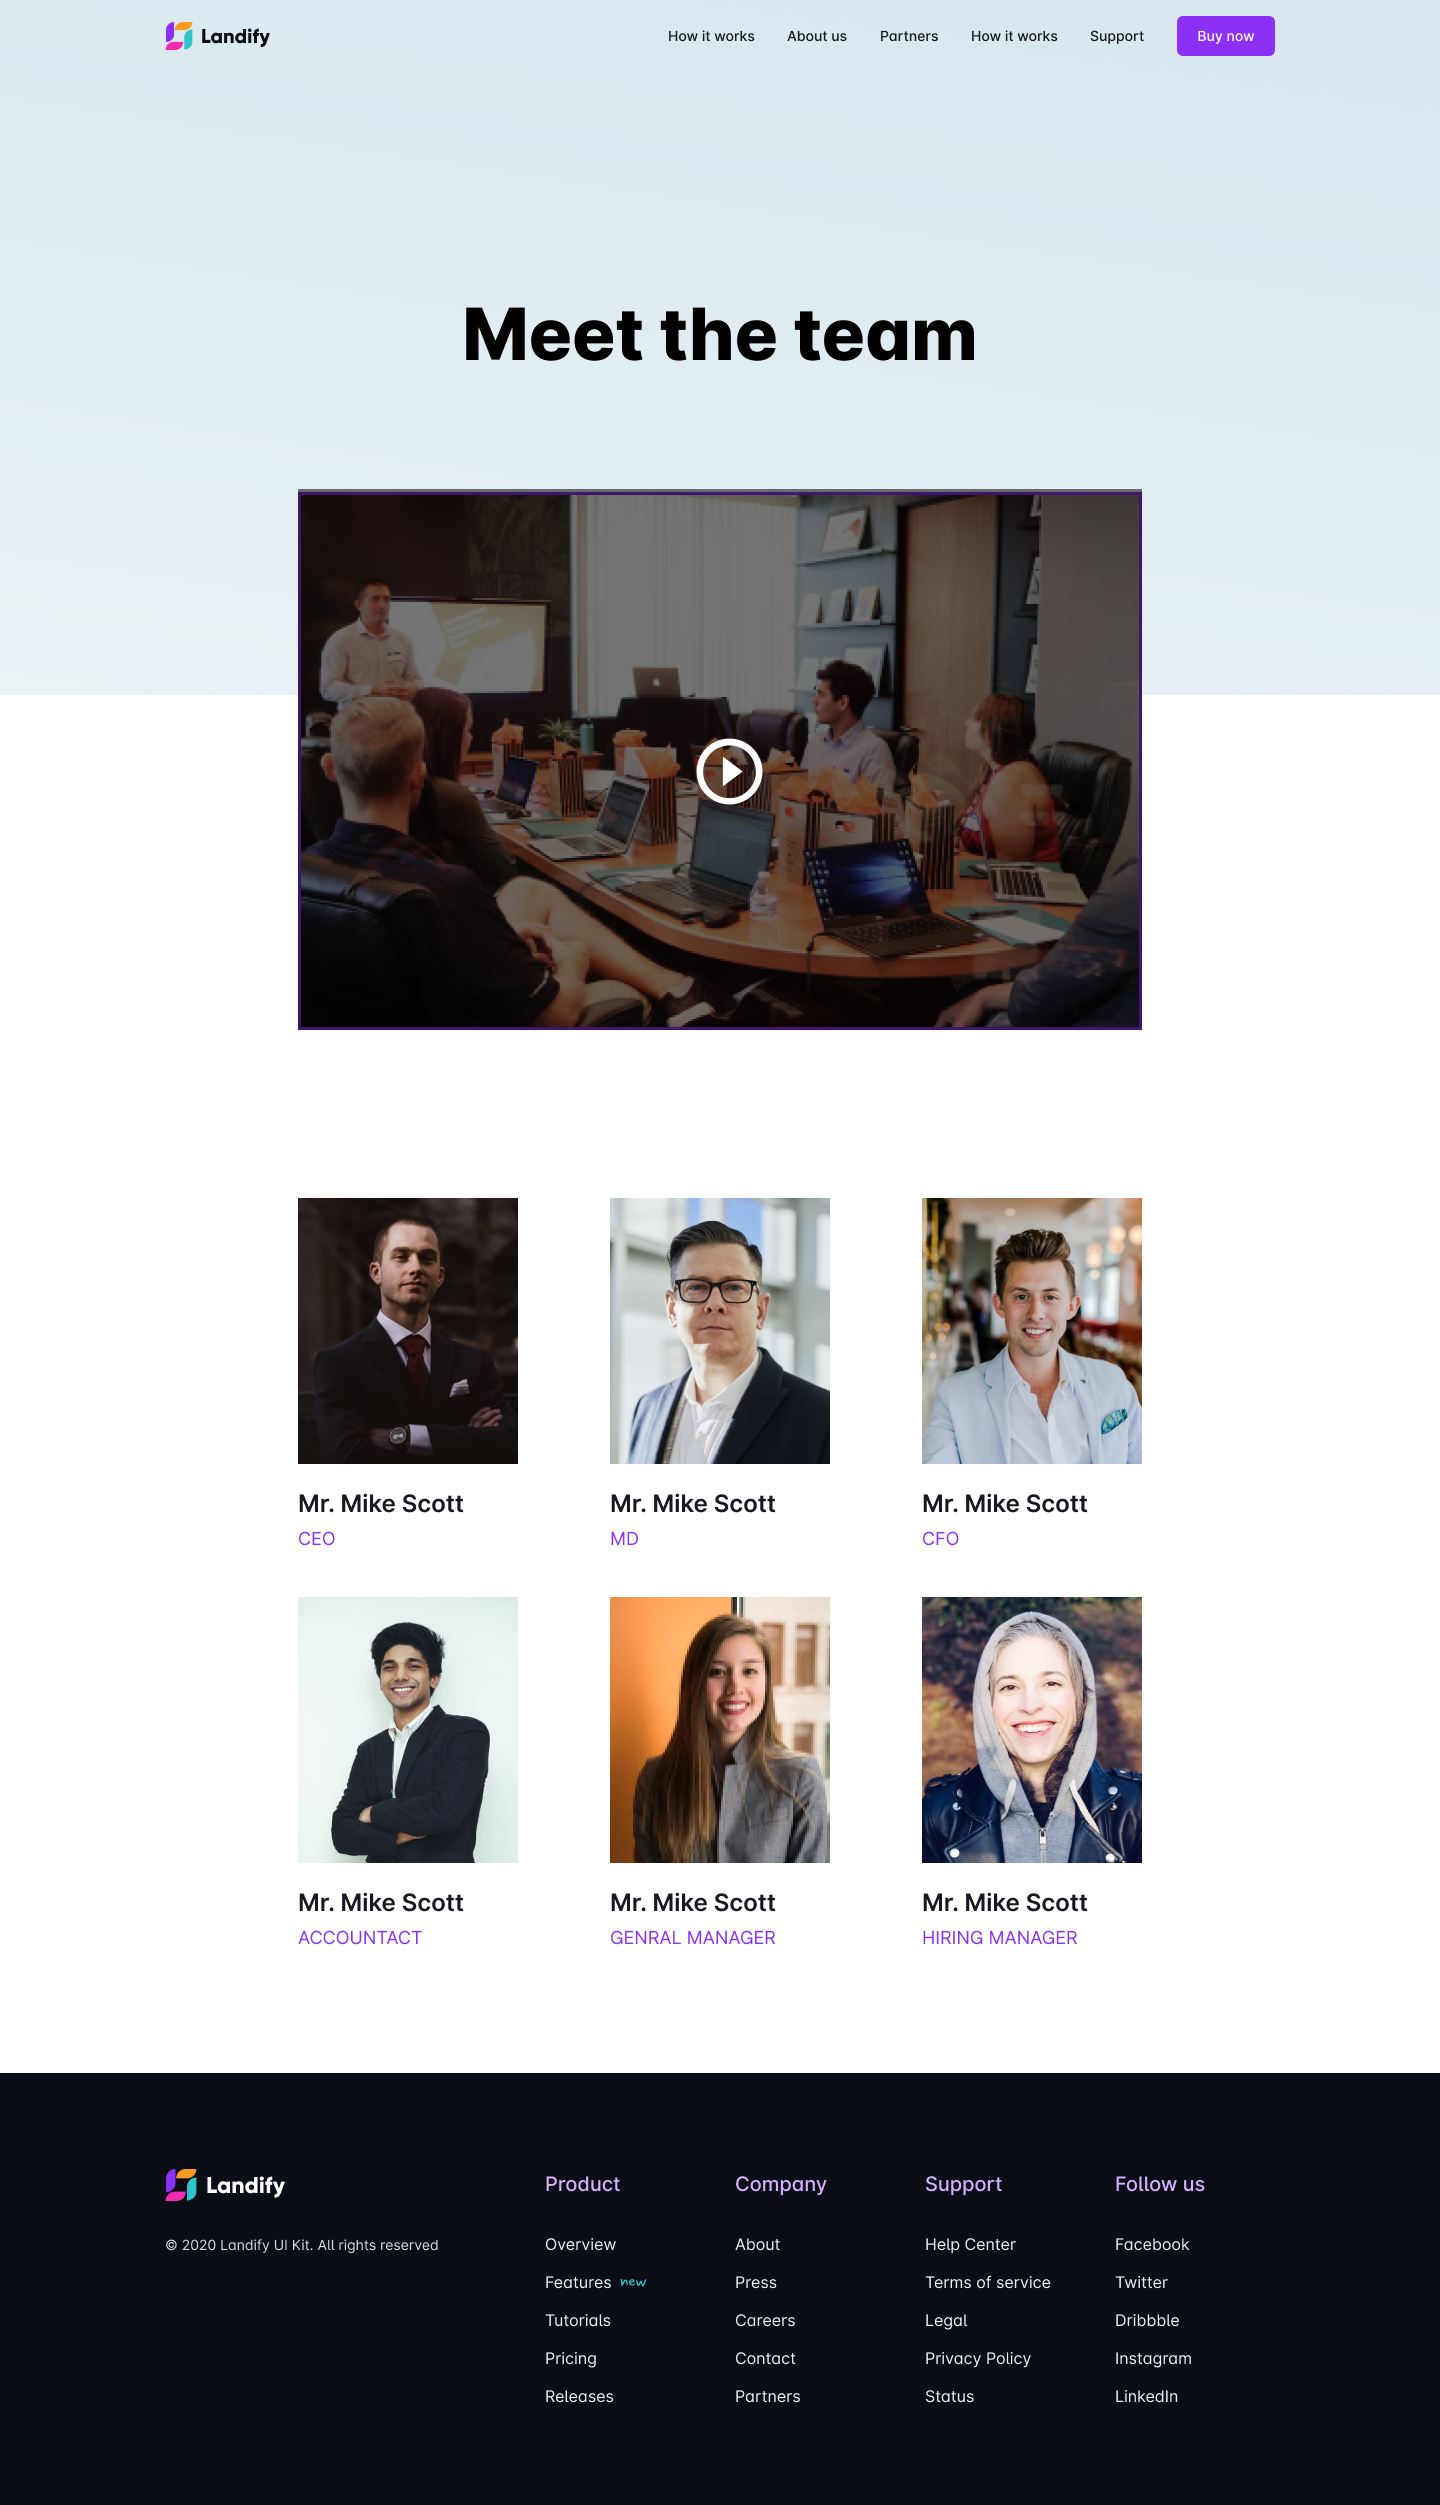 Landify
How it works
About us
Partners
How it works
Support
Buy now
Meet the team
Mr. Mike Scott
CEO
Mr. Mike Scott
MD
Mr. Mike Scott
CFO
Mr. Mike Scott
ACCOUNTACT
Mr. Mike Scott
GENRAL MANAGER
Mr. Mike Scott
HIRING MANAGER
Landify
© 2020 Landify UI Kit. All rights reserved
Product
Overview
Features new
Tutorials
Pricing
Releases
Company
About
Press
Careers
Contact
Partners
Support
Help Center
Terms of service
Legal
Privacy Policy
Status
Follow us
Facebook
Twitter
Dribbble
Instagram
LinkedIn